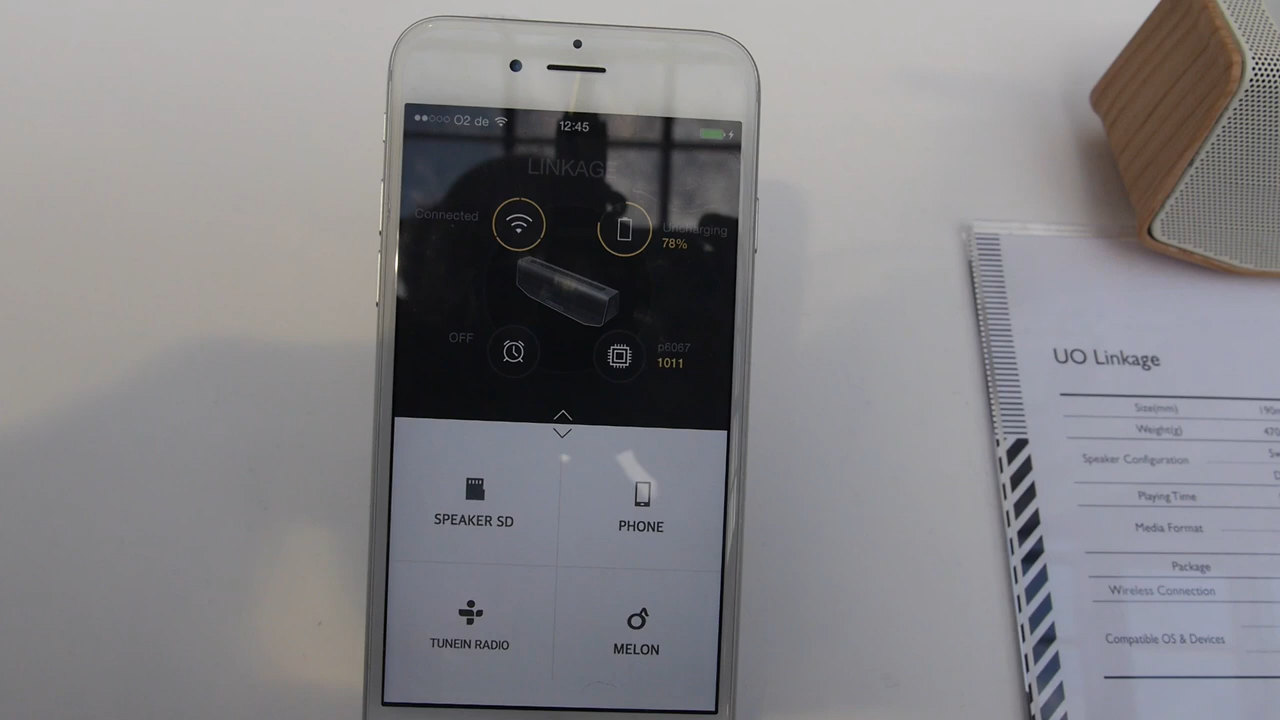 O2 de
12:45
LINKAGE
Connected
Uncharging
78%
OFF
p6067
1011
SPEAKER SD
PHONE
TUNEIN RADIO
MELON
UO Linkage
Size(mm)
Weight(g)
Speaker Configuration
Playing Time
Media Format
Package
Wireless Connection
Compatible OS & Devices